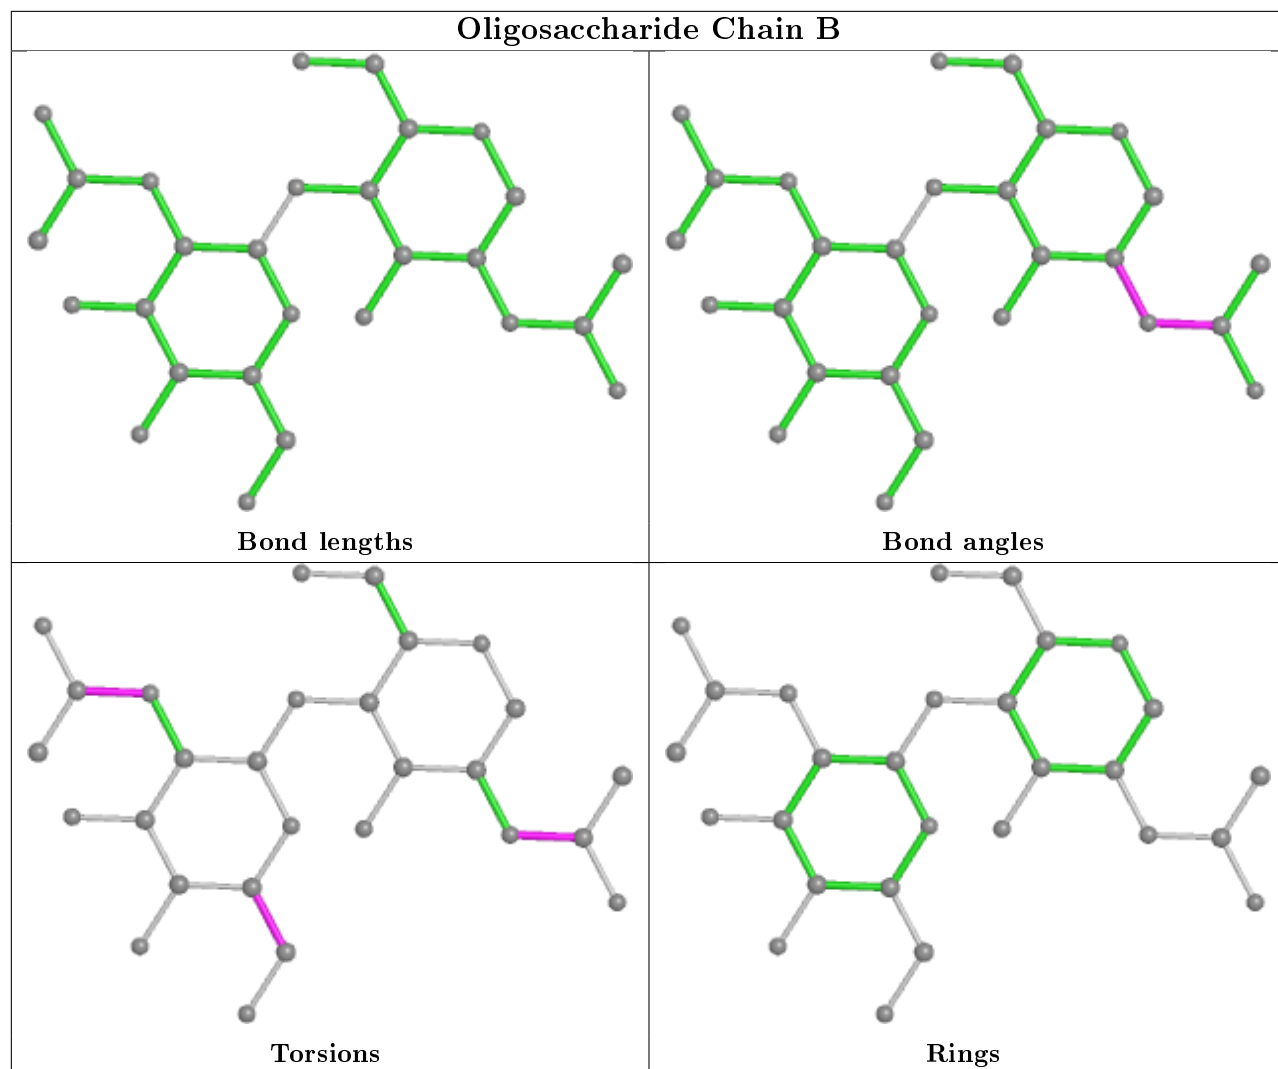 Oligosaccharide Chain B
Bond lengths
Bond angles
Torsions
Rings